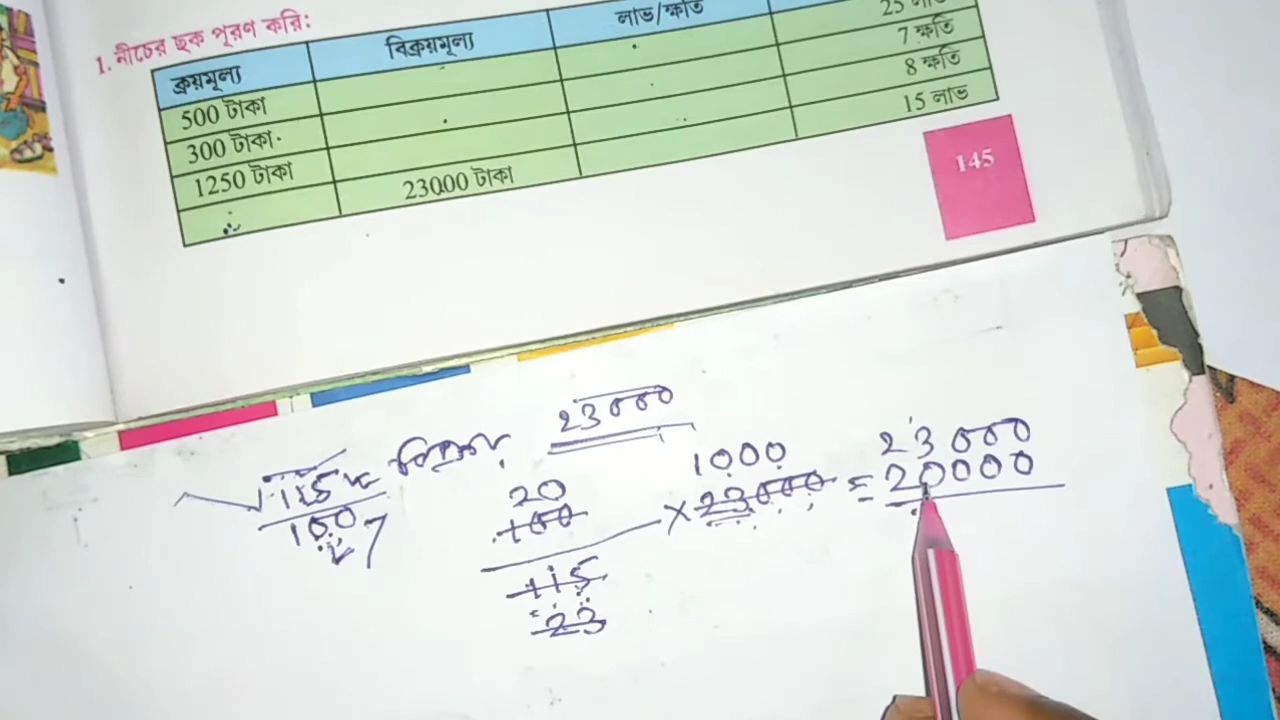 1. নীচের ছক পূরণ করি:
ক্রয়মূল্য বিক্রয়মূল্য লাভ/ক্ষতি
500 টাকা 25 লাভ
300 টাকা 7 ক্ষতি
1250 টাকা 8 ক্ষতি
23000 টাকা 15 লাভ
145
23000
115
100
20
100
115
23
1000
× 23000 =
23000
20000